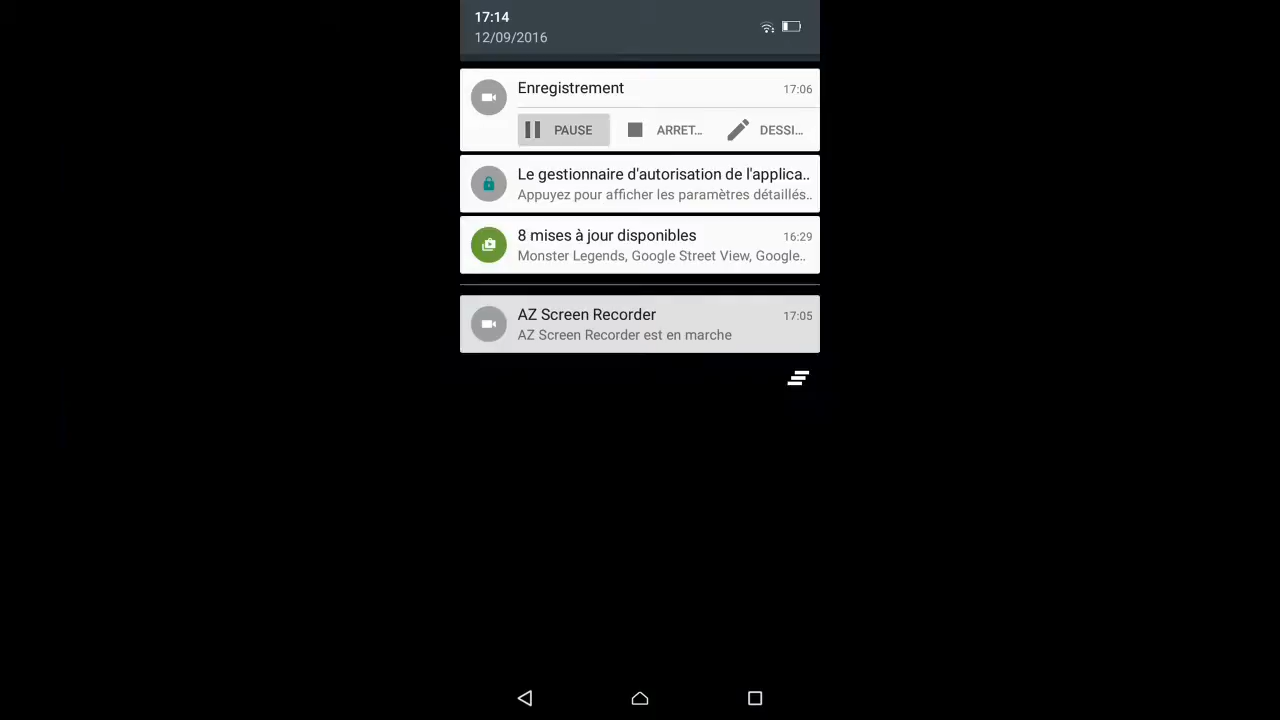 17:14
12/09/2016
Enregistrement 17:06
PAUSE ARRET... DESSI...
Le gestionnaire d'autorisation de l'applica..
Appuyez pour afficher les paramètres détaillés..
8 mises à jour disponibles 16:29
Monster Legends, Google Street View, Google..
AZ Screen Recorder 17:05
AZ Screen Recorder est en marche